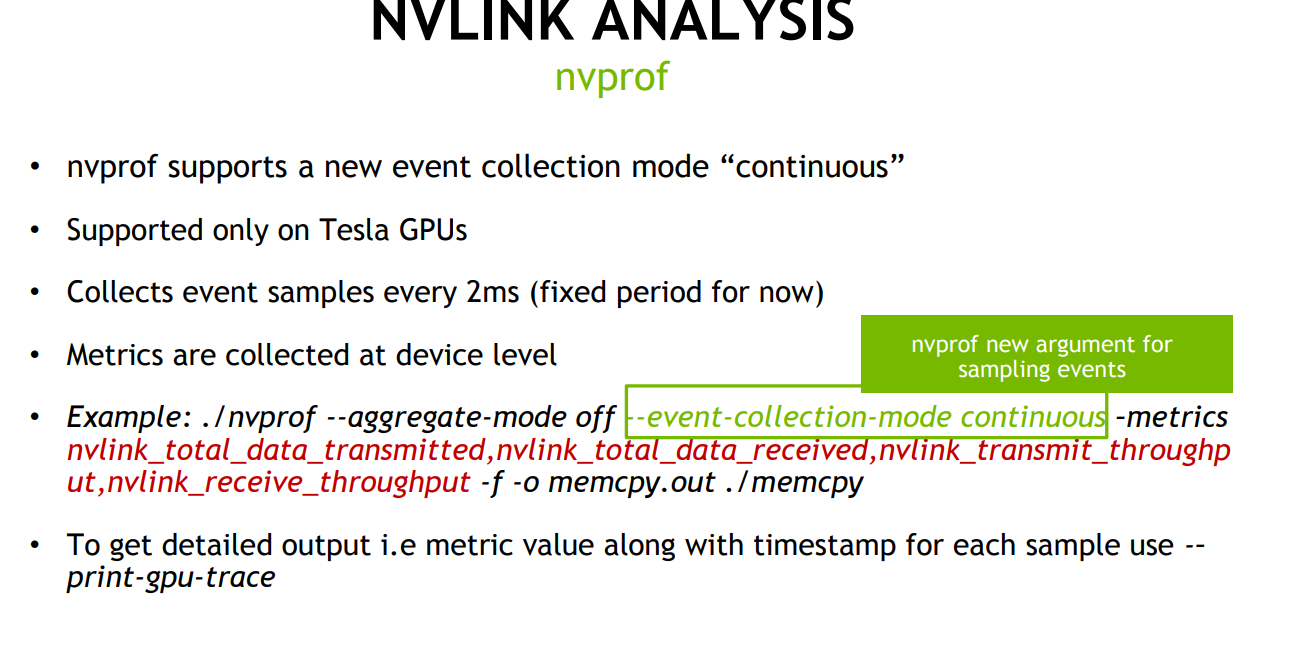 NVLINK ANALYSIS
nvprof
• nvprof supports a new event collection mode “continuous”
• Supported only on Tesla GPUs
• Collects event samples every 2ms (fixed period for now)
nvprof new argument for
sampling events
• Metrics are collected at device level
• Example: ./nvprof --aggregate-mode off --event-collection-mode continuous –metrics
nvlink_total_data_transmitted,nvlink_total_data_received,nvlink_transmit_throughp
ut,nvlink_receive_throughput -f -o memcpy.out ./memcpy
• To get detailed output i.e metric value along with timestamp for each sample use --
print-gpu-trace